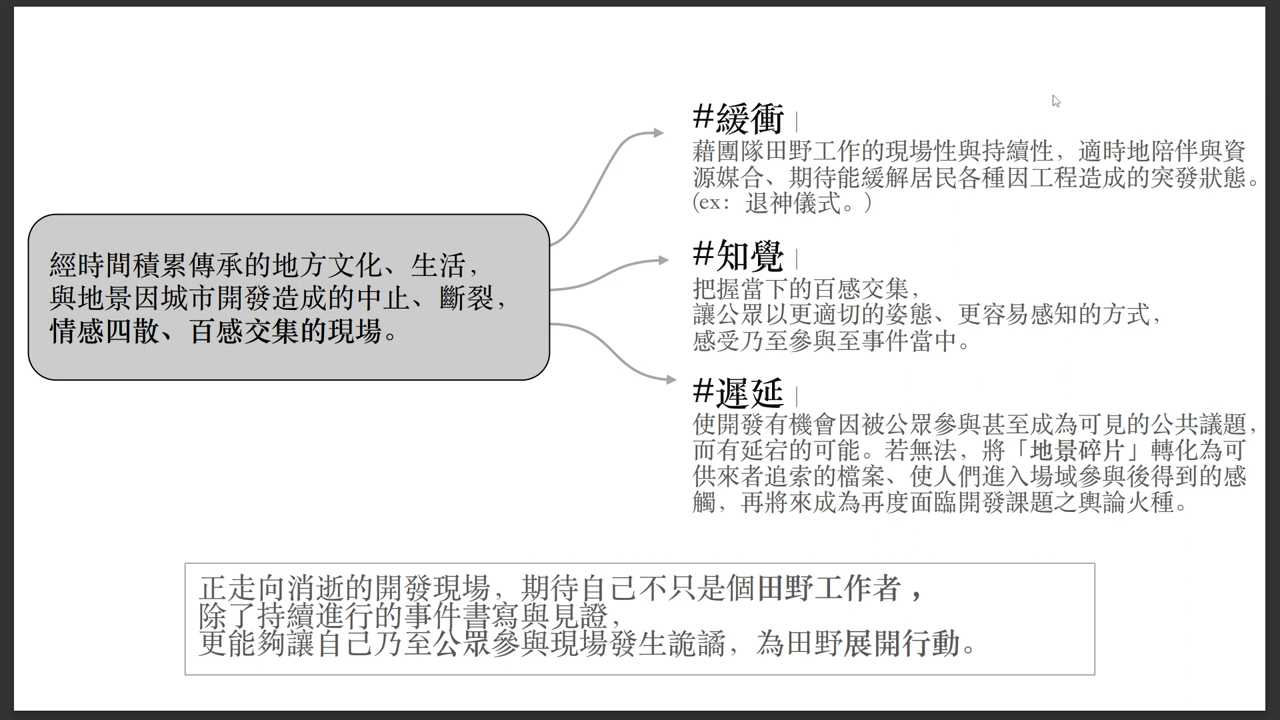 經時間積累傳承的地方文化、生活，
與地景因城市開發造成的中止、斷裂，
情感四散、百感交集的現場。
#緩衝|
藉團隊田野工作的現場性與持續性，適時地陪伴與資
源媒合、期待能緩解居民各種因工程造成的突發狀態。
(ex：退神儀式。)
#知覺|
把握當下的百感交集，
讓公眾以更適切的姿態、更容易感知的方式，
感受乃至參與至事件當中。
#遲延|
使開發有機會因被公眾參與甚至成為可見的公共議題，
而有延宕的可能。若無法，將「地景碎片」轉化為可
供來者追索的檔案、使人們進入場域參與後得到的感
觸，再將來成為再度面臨開發課題之輿論火種。
正走向消逝的開發現場，期待自己不只是個田野工作者，
除了持續進行的事件書寫與見證，
更能夠讓自己乃至公眾參與現場發生詭譎，為田野展開行動。